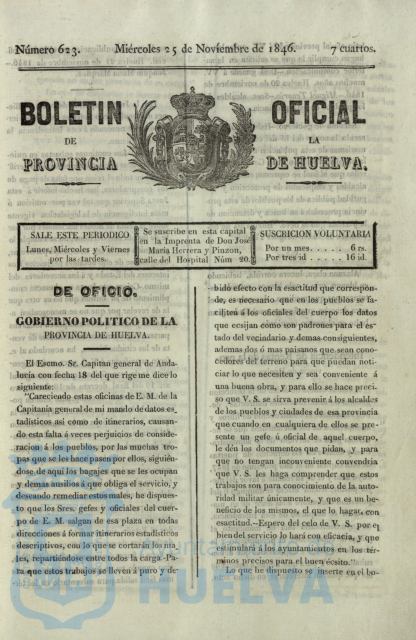 Número 623. Miércoles 25 de Noviembre de 1846. 7 cuartos.
BOLETIN OFICIAL
DE LA
PROVINCIA DE HUELVA.
SALE ESTE PERIODICO
Lunes, Miércoles y Viernes
por las tardes.
Se suscribe en esta capital
en la Imprenta de Don José
María Herrera y Pinzon,
calle del Hospital Núm 20.
SUSCRICION VOLUNTARIA
Por un mes. . . . . 6 rs.
Por tres id . . . . . 16 id.
DE OFICIO.
GOBIERNO POLITICO DE LA
PROVINCIA DE HUELVA.
El Escmo. Sr. Capitan general de Anda-
lucía con fecha 18 del que rige me dice lo
siguiente:
"Careciendo estas oficinas de E. M. de la
Capitanía general de mi mando de datos es-
tadísticos asi como de itinerarios, causan-
do esta falta á veces perjuicios de conside-
racion á los pueblos, por las muchas tro-
pas que se les hace pasen por ellos, siguién-
dose de aquí los bagajes que se les ocupan
y demas ausilios á que obliga el servicio, y
deseando remediar estos males, he dispues-
to que los Sres. gefes y oficiales del cuer-
po de E. M. salgan de esa plaza en todas
direcciones á formar itinerarios estadísticos
descriptivos, con lo que se cortarán los ma-
les, repartiéndose entre todos la carga. Pa-
ra que estos trabajos se lleven á puro y de-
bido efecto con la esactitud que correspon-
de, es necesario que en los pueblos se fa-
ciliten á los oficiales del cuerpo los datos
que ecsijan como son padrones para el es-
tado del vecindario y demas consiguientes,
ademas dos ó mas paisanos que sean cono-
cedores del terreno para que puedan noti-
ciar lo que necesiten y sea conveniente á
una buena obra, y para ello se hace preci-
so que V. S. se sirva prevenir á los alcaldes
de los pueblos y ciudades de esa provincia
que cuando en cualquiera de ellos se pre-
sente un gefe ú oficial de aquel cuerpo,
le dén los documentos que pidan, y para
que no tengan inconveniente convendria
que V. S. les haga comprender que estos
trabajos son para conocimiento de la auto-
ridad militar únicamente, y que es un be-
neficio de los mismos, el que lo hagan con
esactitud.—Espero del celo de V. S. por el
bien del servicio lo hará con eficacia, y que
estimulará á los ayuntamientos en los tér-
minos precisos para el buen écsito."
Lo que he dispuesto se inserte en el bo-
HUELVA